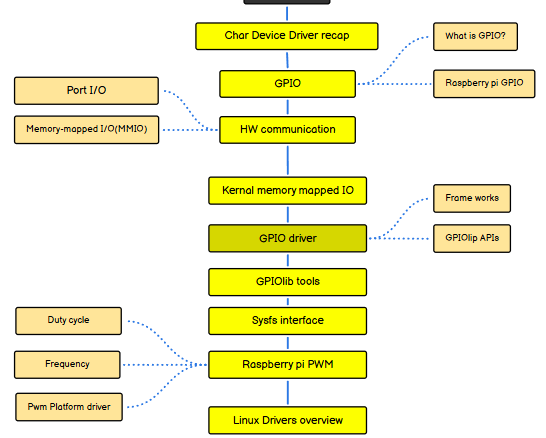 Char Device Driver recap
What is GPIO?
GPIO
Raspberry pi GPIO
Port I/O
Memory-mapped I/O(MMIO)
HW communication
Kernal memory mapped IO
Frame works
GPIO driver
GPIOlip APIs
GPIOlib tools
Sysfs interface
Duty cycle
Frequency
Raspberry pi PWM
Pwm Platform driver
Linux Drivers overview